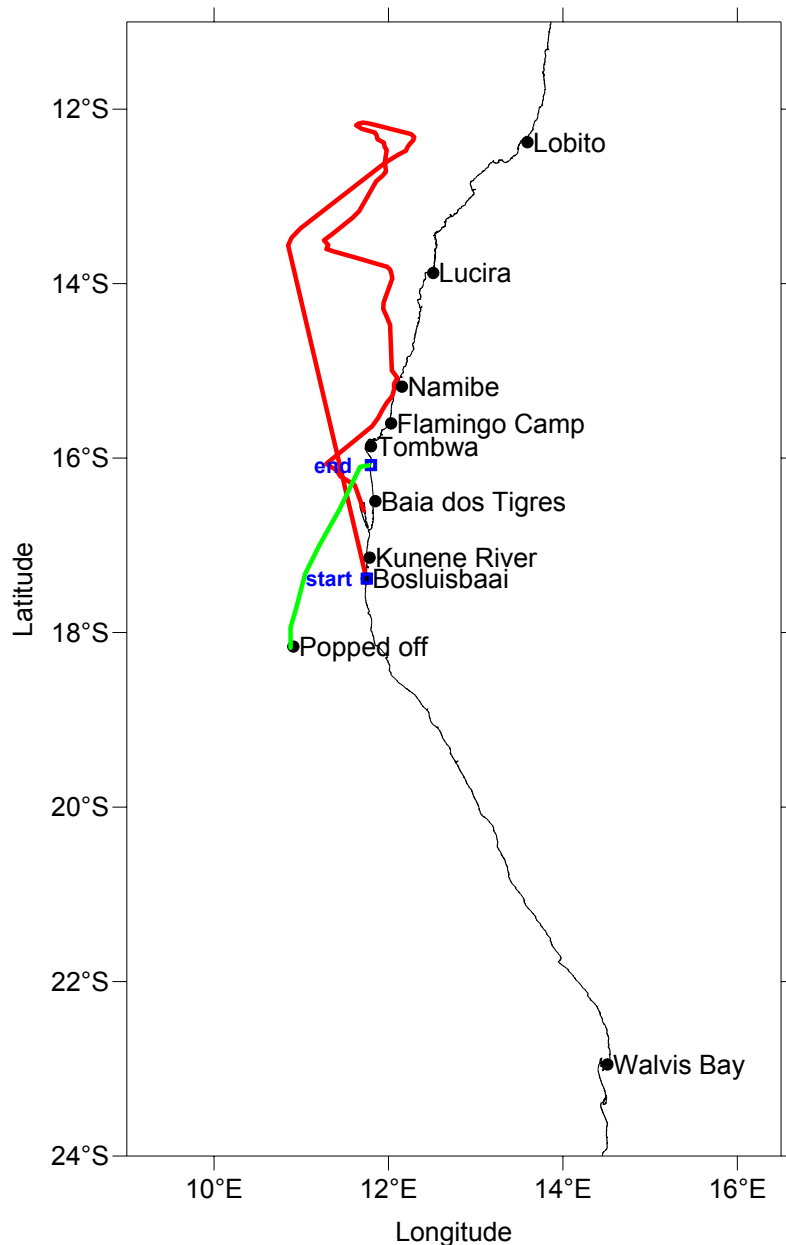 12°S
Lobito
Lucira
14°S
Namibe
Flamingo Camp
Tombwa
16°S
end
Baia dos Tigres
Kunene River
start
Bosluisbaai
Latitude
18°S
Popped off
20°S
22°S
Walvis Bay
24°S
10°E
12°E
14°E
16°E
Longitude